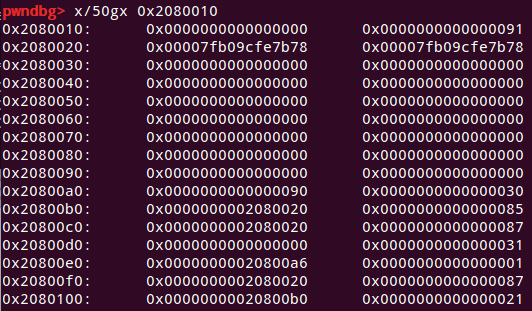 pwndbg> x/50gx 0x2080010
0x2080010: 0x0000000000000000 0x0000000000000091
0x2080020: 0x00007fb09cfe7b78 0x00007fb09cfe7b78
0x2080030: 0x0000000000000000 0x0000000000000000
0x2080040: 0x0000000000000000 0x0000000000000000
0x2080050: 0x0000000000000000 0x0000000000000000
0x2080060: 0x0000000000000000 0x0000000000000000
0x2080070: 0x0000000000000000 0x0000000000000000
0x2080080: 0x0000000000000000 0x0000000000000000
0x2080090: 0x0000000000000000 0x0000000000000000
0x20800a0: 0x0000000000000090 0x0000000000000030
0x20800b0: 0x0000000002080020 0x0000000000000085
0x20800c0: 0x0000000002080020 0x0000000000000087
0x20800d0: 0x0000000000000000 0x0000000000000031
0x20800e0: 0x00000000020800a6 0x0000000000000001
0x20800f0: 0x0000000002080020 0x0000000000000087
0x2080100: 0x00000000020800b0 0x0000000000000021